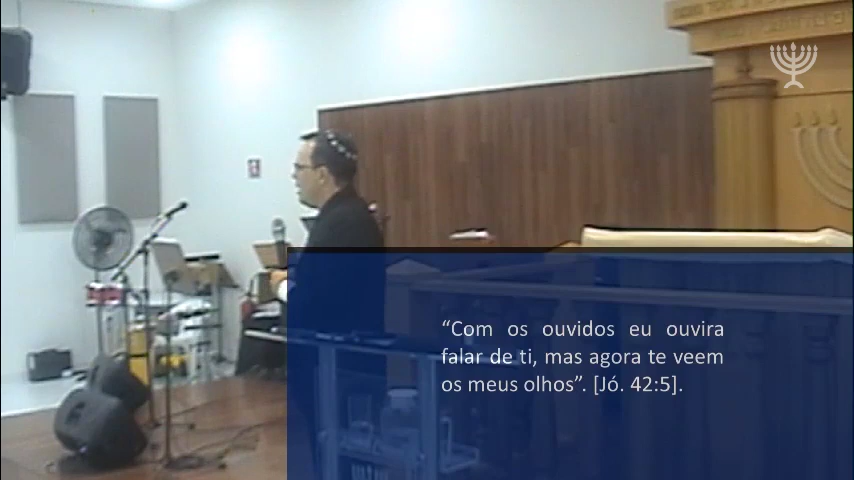 “Com os ouvidos eu ouvira
falar de ti, mas agora te veem
os meus olhos”. [Jó. 42:5].